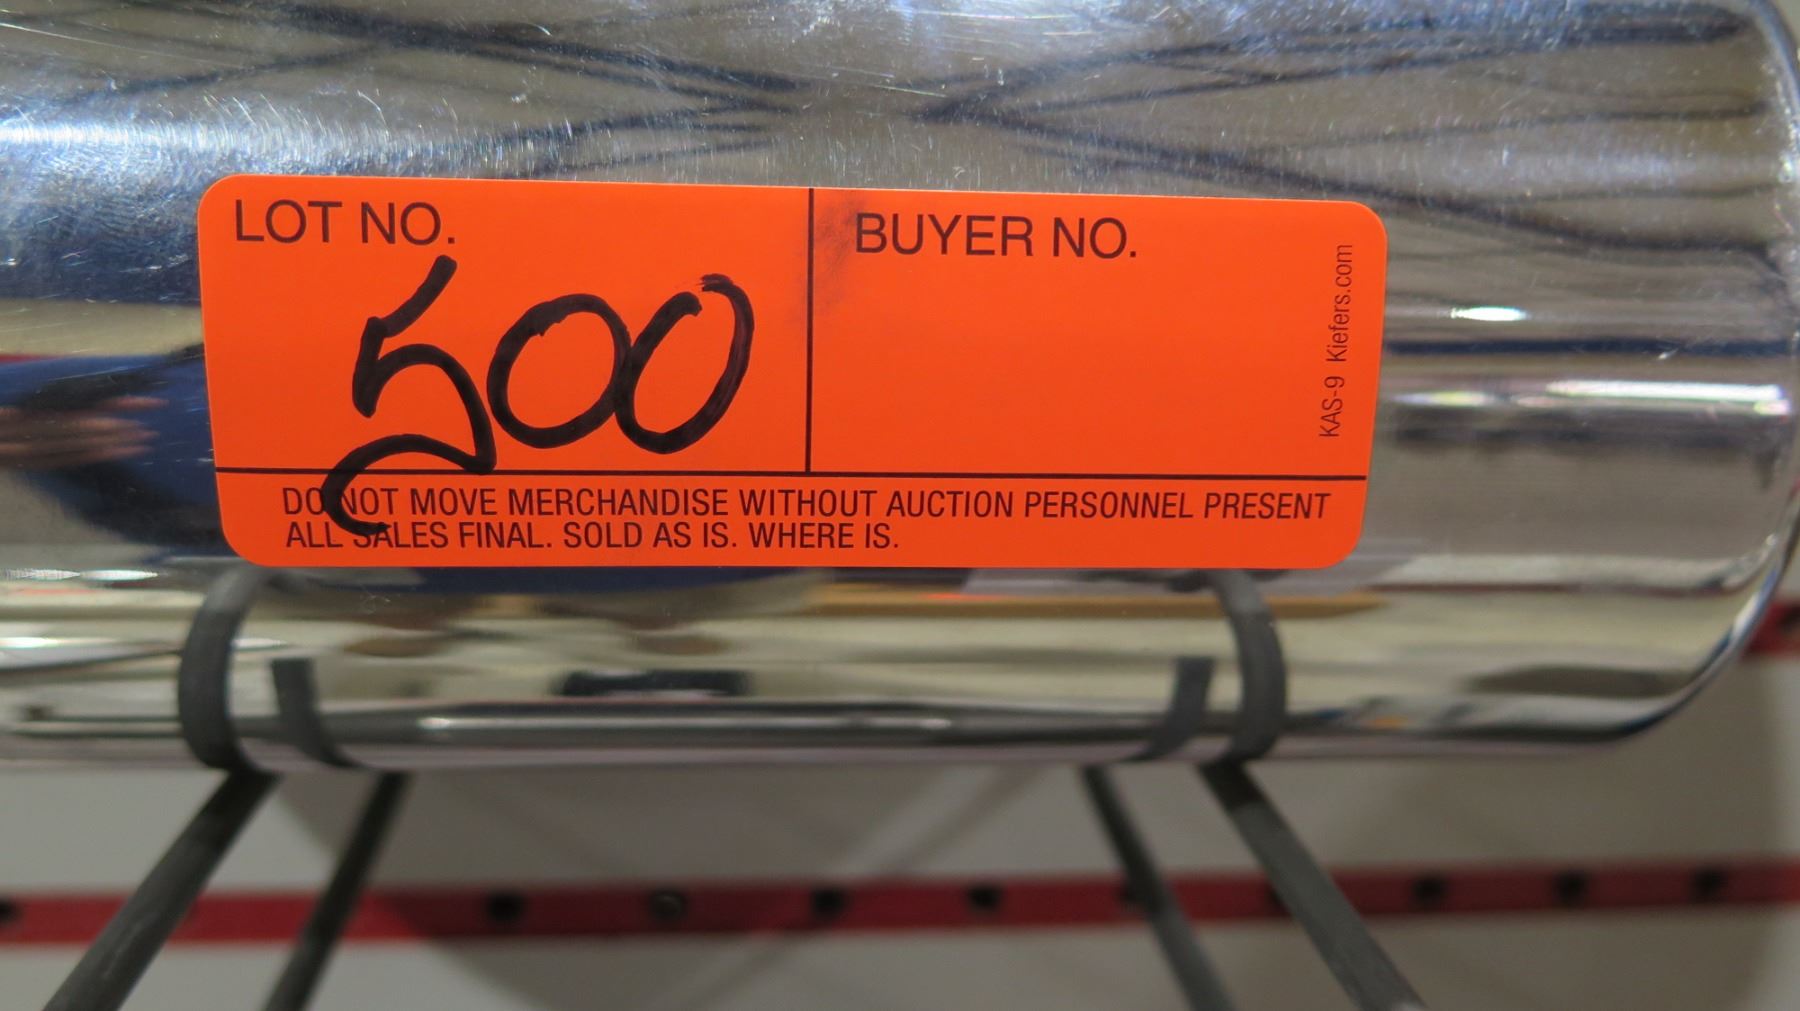 LOT NO.
500
BUYER NO.
KAS-9 Kiefers.com
DO NOT MOVE MERCHANDISE WITHOUT AUCTION PERSONNEL PRESENT
ALL SALES FINAL. SOLD AS IS. WHERE IS.